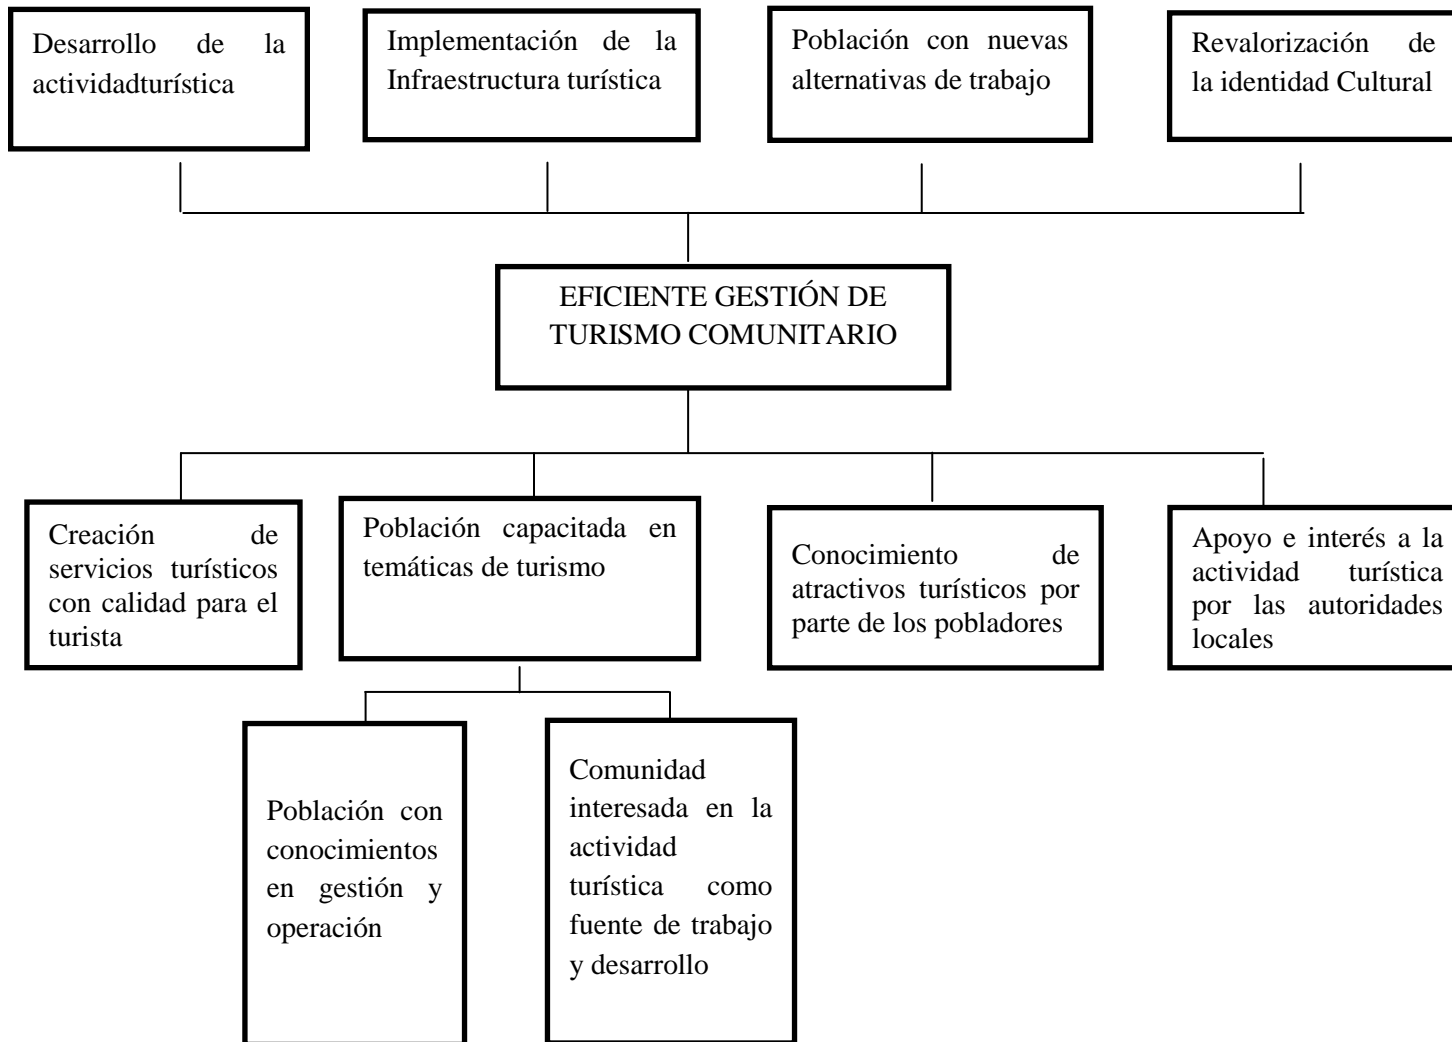 Desarrollo de la
actividadturística
Implementación de la
Infraestructura turística
Población con nuevas
alternativas de trabajo
Revalorización de
la identidad Cultural
EFICIENTE GESTIÓN DE
TURISMO COMUNITARIO
Creación de
servicios turísticos
con calidad para el
turista
Población capacitada en
temáticas de turismo
Conocimiento de
atractivos turísticos por
parte de los pobladores
Apoyo e interés a la
actividad turística
por las autoridades
locales
Población con
conocimientos
en gestión y
operación
Comunidad
interesada en la
actividad
turística como
fuente de trabajo
y desarrollo